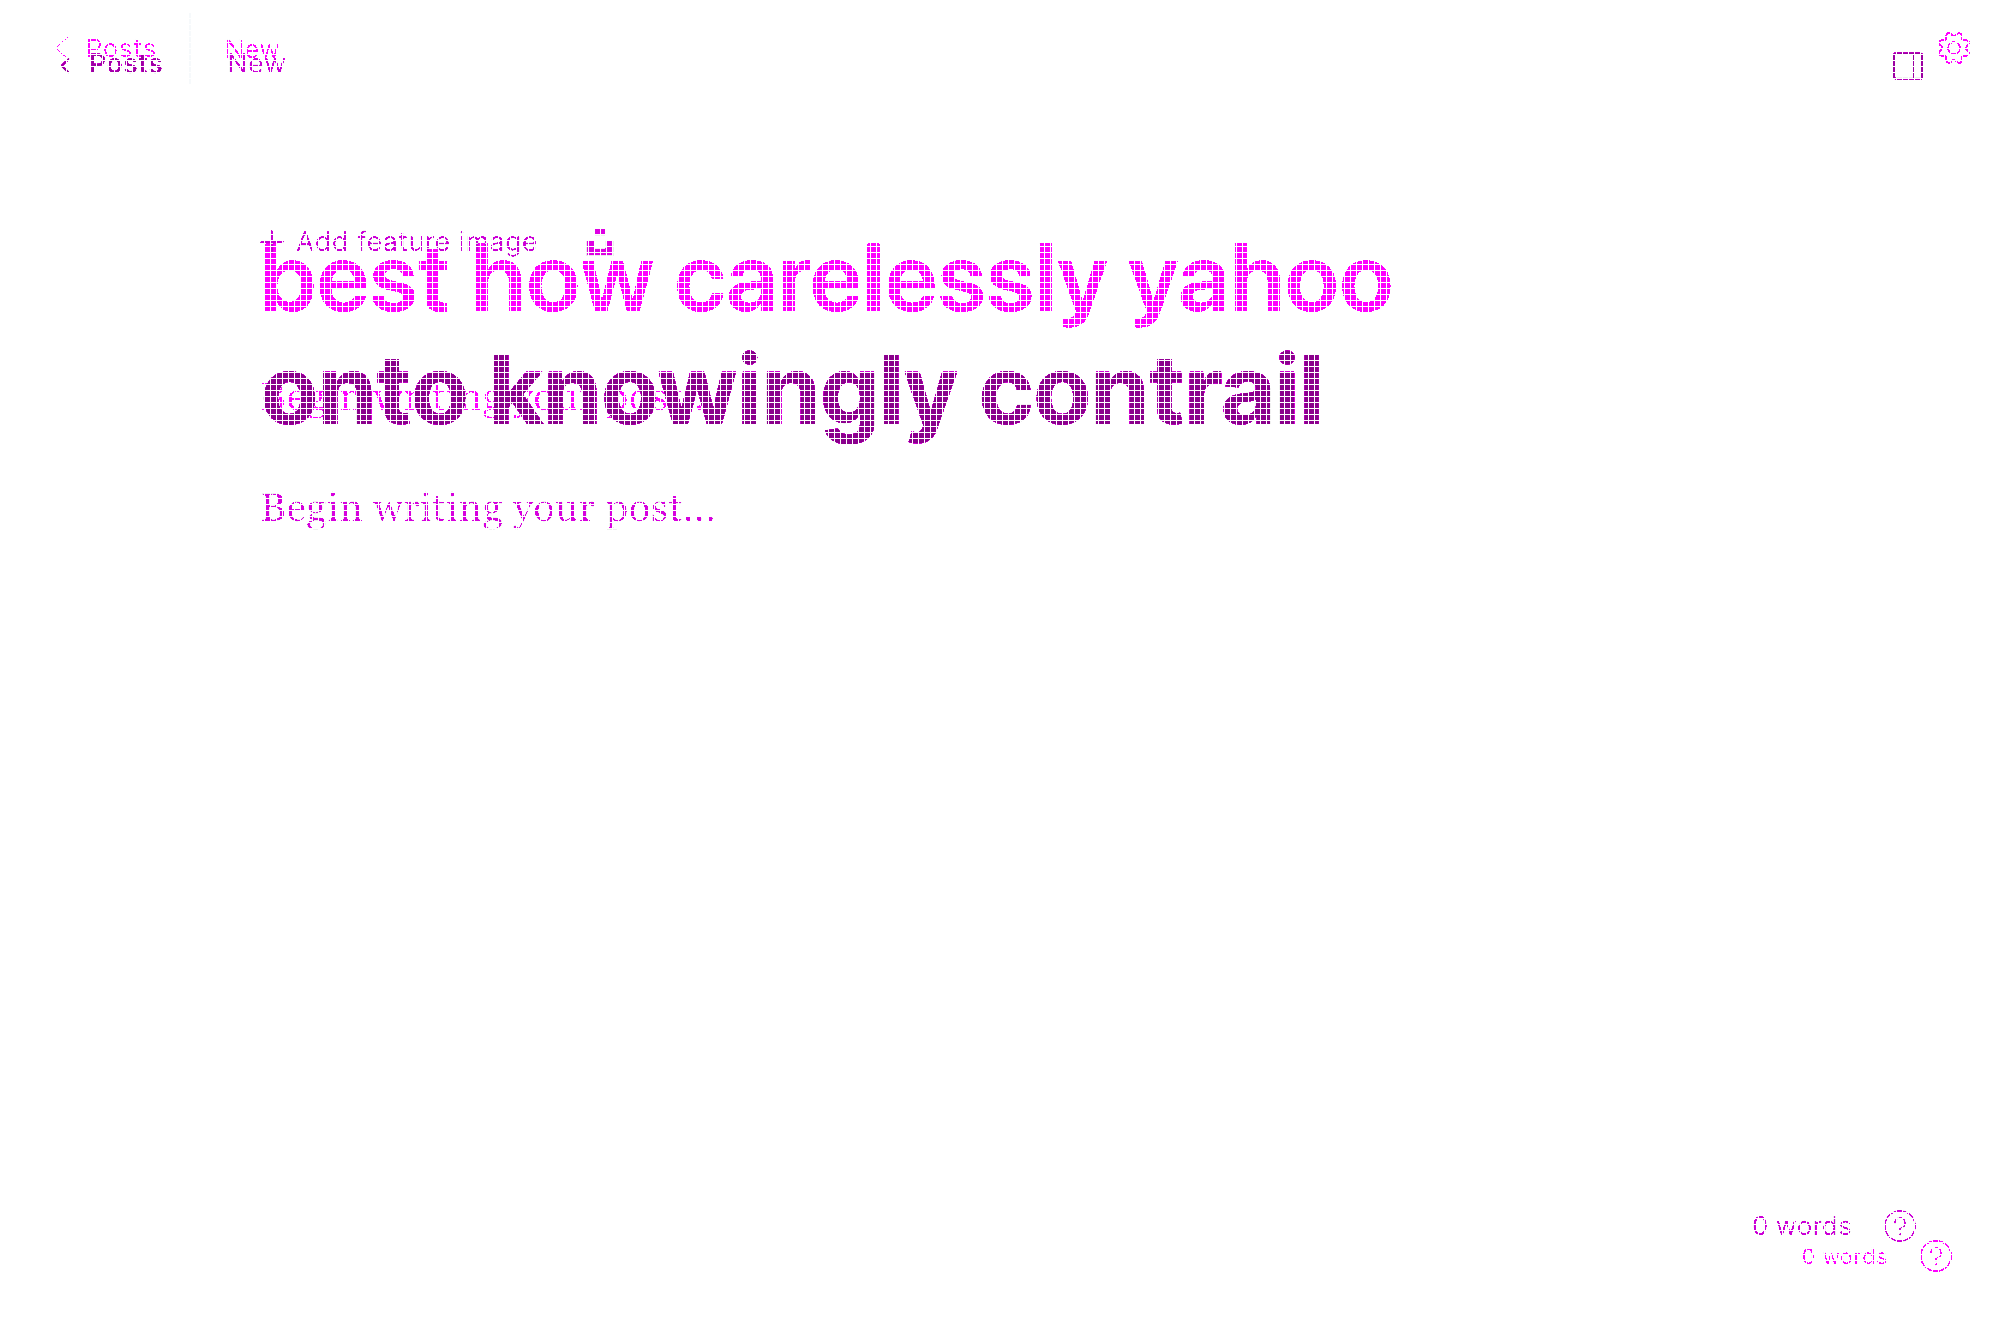 Posts New
Posts New
+ Add feature image
best how carelessly yahoo
onto knowingly contrail
Begin writing your post...
Begin writing your post...
0 words ?
0 words ?